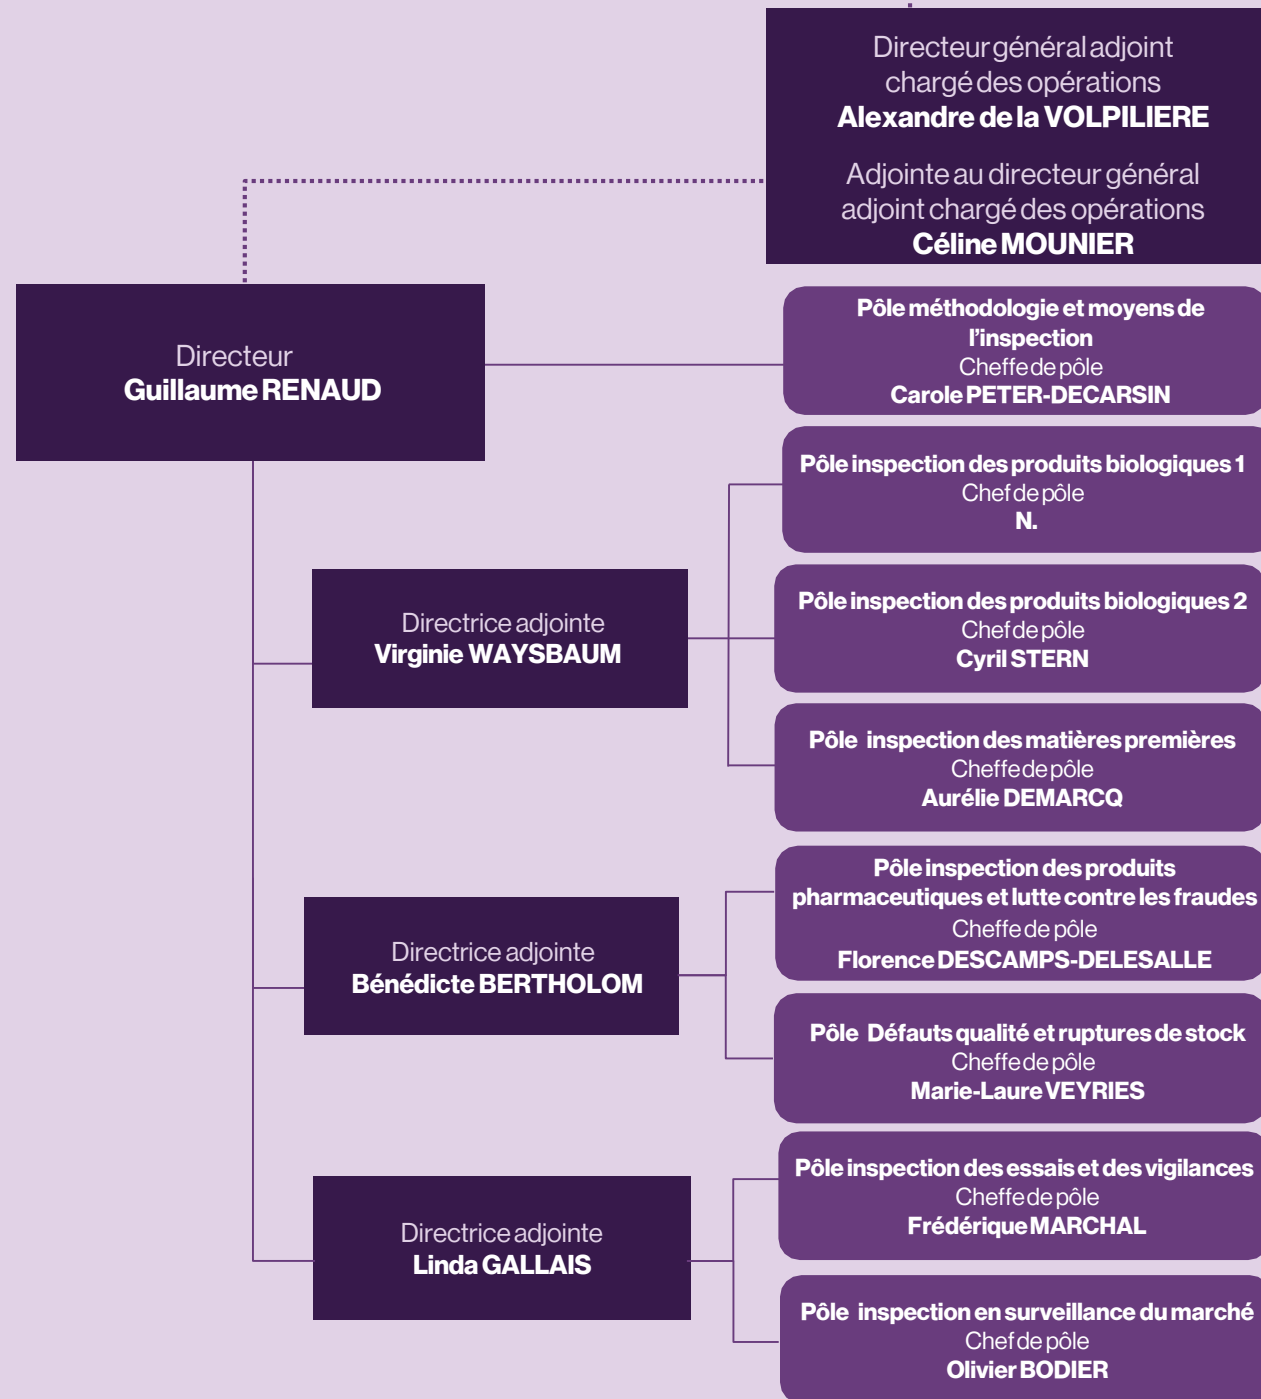 Directeur général adjoint
chargé des opérations
Alexandre de la VOLPILIERE
Adjointe au directeur général
adjoint chargé des opérations
Céline MOUNIER
Directeur
Guillaume RENAUD
Pôle méthodologie et moyens de
l'inspection
Cheffe de pôle
Carole PETER-DECARSIN
Pôle inspection des produits biologiques 1
Chef de pôle
N.
Directrice adjointe
Virginie WAYSBAUM
Pôle inspection des produits biologiques 2
Chef de pôle
Cyril STERN
Pôle inspection des matières premières
Cheffe de pôle
Aurélie DEMARCQ
Directrice adjointe
Bénédicte BERTHOLOM
Pôle inspection des produits
pharmaceutiques et lutte contre les fraudes
Cheffe de pôle
Florence DESCAMPS-DELESALLE
Pôle Défauts qualité et ruptures de stock
Cheffe de pôle
Marie-Laure VEYRIES
Directrice adjointe
Linda GALLAIS
Pôle inspection des essais et des vigilances
Cheffe de pôle
Frédérique MARCHAL
Pôle inspection en surveillance du marché
Chef de pôle
Olivier BODIER